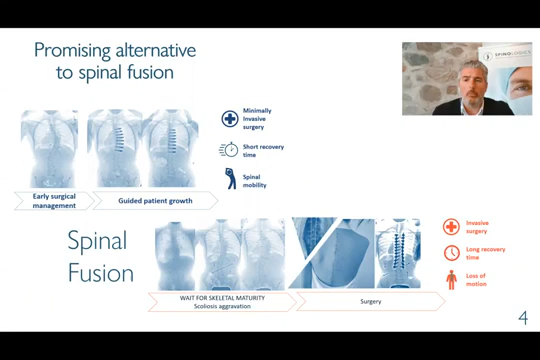 Promising alternative
to spinal fusion
SPINOLOGICS
Minimally
Invasive
surgery
Short recovery
time
Spinal
mobility
Early surgical
management
Guided patient growth
Spinal
Fusion
WAIT FOR SKELETAL MATURITY
Scoliosis aggravation
Surgery
Invasive
surgery
Long recovery
time
Loss of
motion
4